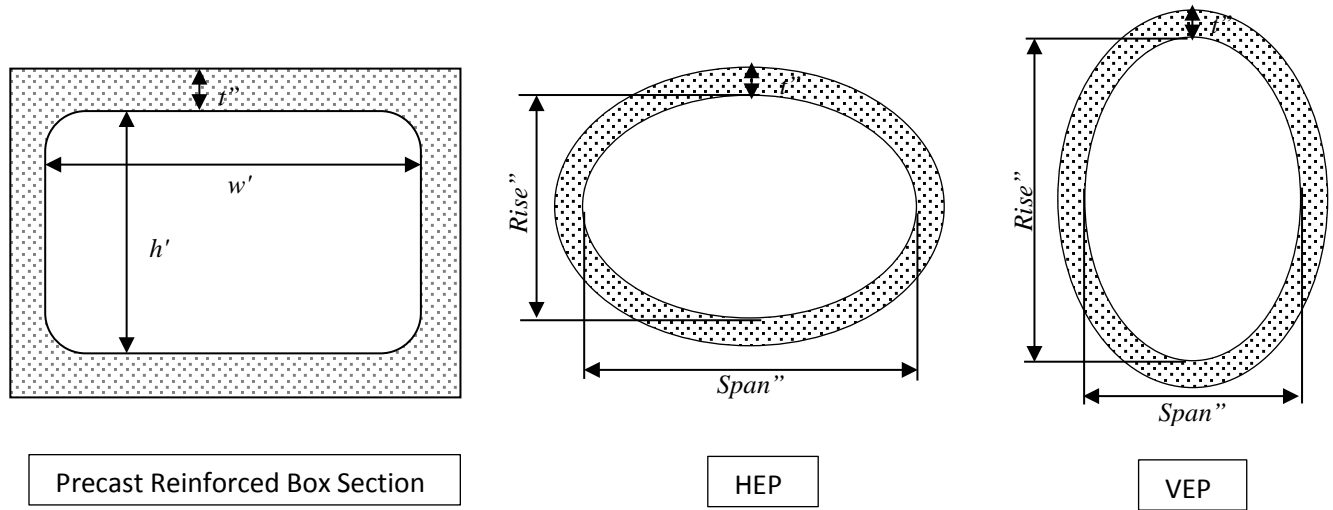 t”
w'
h'
Precast Reinforced Box Section
t”
Rise”
Span”
HEP
t”
Rise”
Span”
VEP